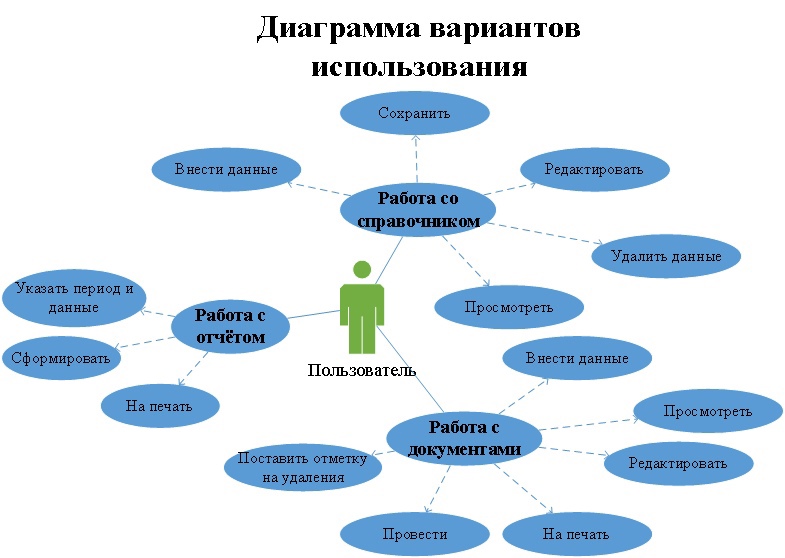 Диаграмма вариантов
использования
Сохранить
Внести данные
Редактировать
Работа со
справочником
Удалить данные
Просмотреть
Указать период и
данные
Работа с
отчётом
Сформировать
На печать
Пользователь
Внести данные
Просмотреть
Работа с
документами
Поставить отметку
на удаления
Редактировать
Провести
На печать